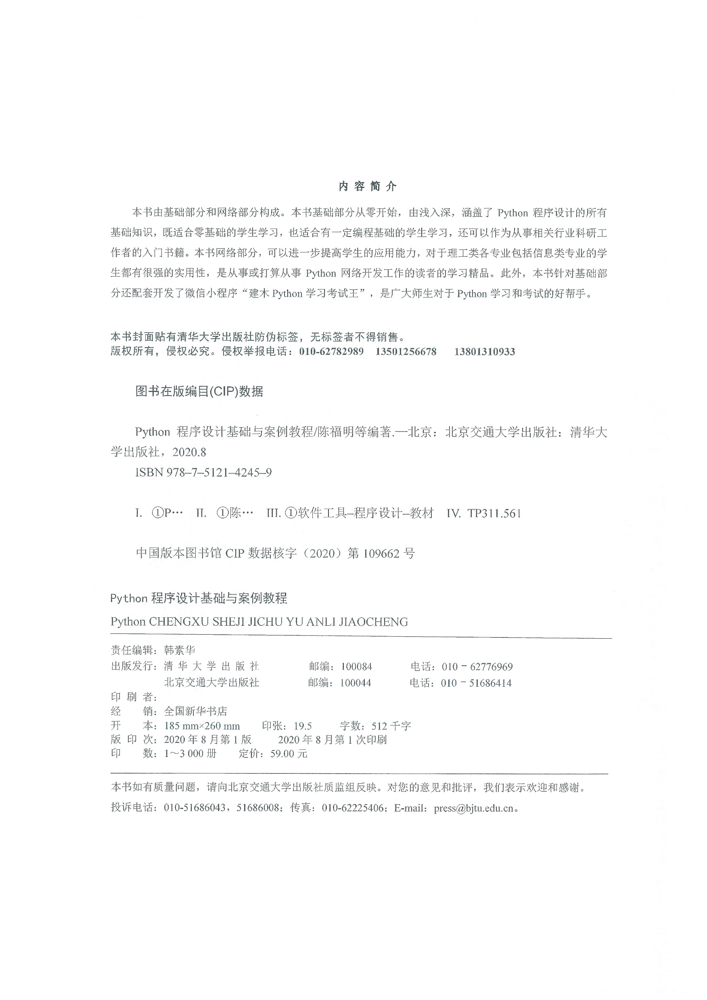 内容简介
本书由基础部分和网络部分构成。本书基础部分从零开始，由浅入深，涵盖了 Python 程序设计的所有
基础知识，既适合零基础的学生学习，也适合有一定编程基础的学生学习，还可以作为从事相关行业科研工
作者的入门书籍。本书网络部分，可以进一步提高学生的应用能力，对于理工类各专业包括信息类专业的学
生都有很强的实用性，是从事或打算从事 Python 网络开发工作的读者的学习精品。此外，本书针对基础部
分还配套开发了微信小程序“建木 Python 学习考试王”，是广大师生对于 Python 学习和考试的好帮手。
本书封面贴有清华大学出版社防伪标签，无标签者不得销售。
版权所有，侵权必究。侵权举报电话：010-62782989 13501256678 13801310933
图书在版编目(CIP)数据
Python 程序设计基础与案例教程/陈福明等编著.—北京：北京交通大学出版社：清华大
学出版社，2020.8
ISBN 978–7–5121–4245–9
I. ①P… II. ①陈… III. ①软件工具–程序设计–教材 IV. TP311.561
中国版本图书馆 CIP 数据核字（2020）第 109662 号
Python 程序设计基础与案例教程
Python CHENGXU SHEJI JICHU YU ANLI JIAOCHENG
责任编辑：韩素华
出版发行：清华大学出版社 邮编：100084 电话：010－62776969
北京交通大学出版社 邮编：100044 电话：010－51686414
印刷者：
经销：全国新华书店
开本：185 mm×260 mm 印张：19.5 字数：512 千字
版印次：2020 年 8 月第 1 版 2020 年 8 月第 1 次印刷
印数：1～3 000 册 定价：59.00 元
本书如有质量问题，请向北京交通大学出版社质监组反映。对您的意见和批评，我们表示欢迎和感谢。
投诉电话：010-51686043，51686008；传真：010-62225406；E-mail：press@bjtu.edu.cn。